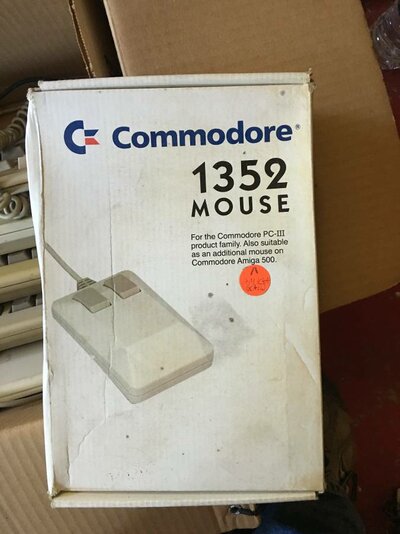 Commodore®
1352
MOUSE
For the Commodore PC-III
product family. Also suitable
as an additional mouse on
Commodore Amiga 500.